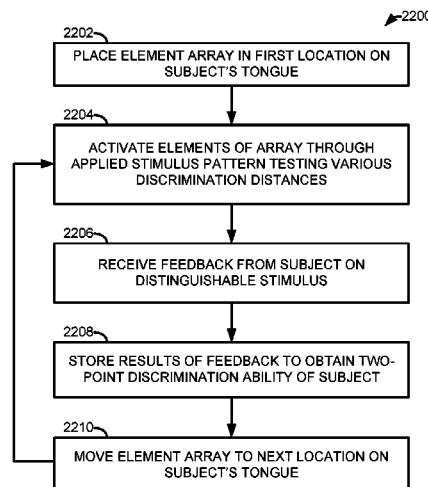 2200
2202
PLACE ELEMENT ARRAY IN FIRST LOCATION ON
SUBJECT'S TONGUE
2204
ACTIVATE ELEMENTS OF ARRAY THROUGH
APPLIED STIMULUS PATTERN TESTING VARIOUS
DISCRIMINATION DISTANCES
2206
RECEIVE FEEDBACK FROM SUBJECT ON
DISTINGUISHABLE STIMULUS
2208
STORE RESULTS OF FEEDBACK TO OBTAIN TWO-
POINT DISCRIMINATION ABILITY OF SUBJECT
2210
MOVE ELEMENT ARRAY TO NEXT LOCATION ON
SUBJECT'S TONGUE